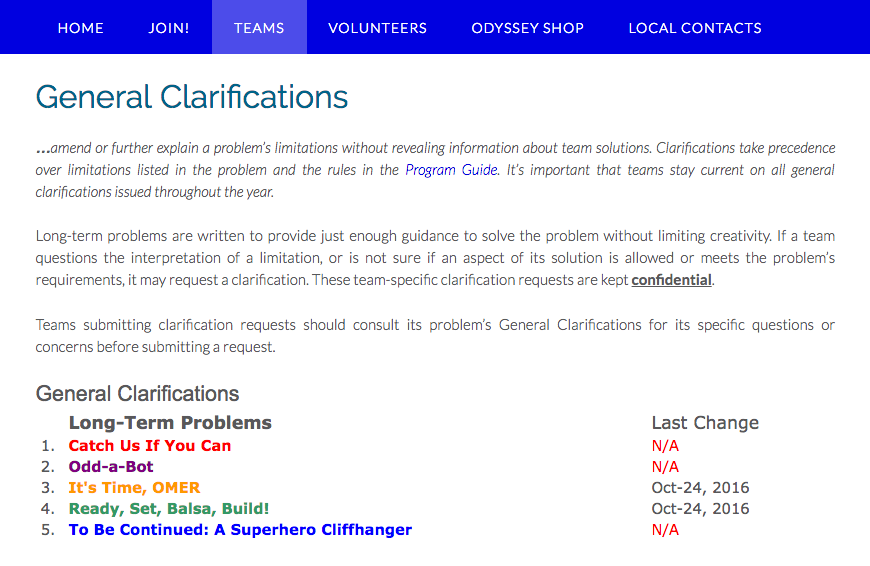 HOME JOIN! TEAMS VOLUNTEERS ODYSSEY SHOP LOCAL CONTACTS
General Clarifications
...amend or further explain a problem's limitations without revealing information about team solutions. Clarifications take precedence
over limitations listed in the problem and the rules in the Program Guide. It's important that teams stay current on all general
clarifications issued throughout the year.
Long-term problems are written to provide just enough guidance to solve the problem without limiting creativity. If a team
questions the interpretation of a limitation, or is not sure if an aspect of its solution is allowed or meets the problem's
requirements, it may request a clarification. These team-specific clarification requests are kept confidential.
Teams submitting clarification requests should consult its problem's General Clarifications for its specific questions or
concerns before submitting a request.
General Clarifications
Long-Term Problems Last Change
1. Catch Us If You Can N/A
2. Odd-a-Bot N/A
3. It's Time, OMER Oct-24, 2016
4. Ready, Set, Balsa, Build! Oct-24, 2016
5. To Be Continued: A Superhero Cliffhanger N/A